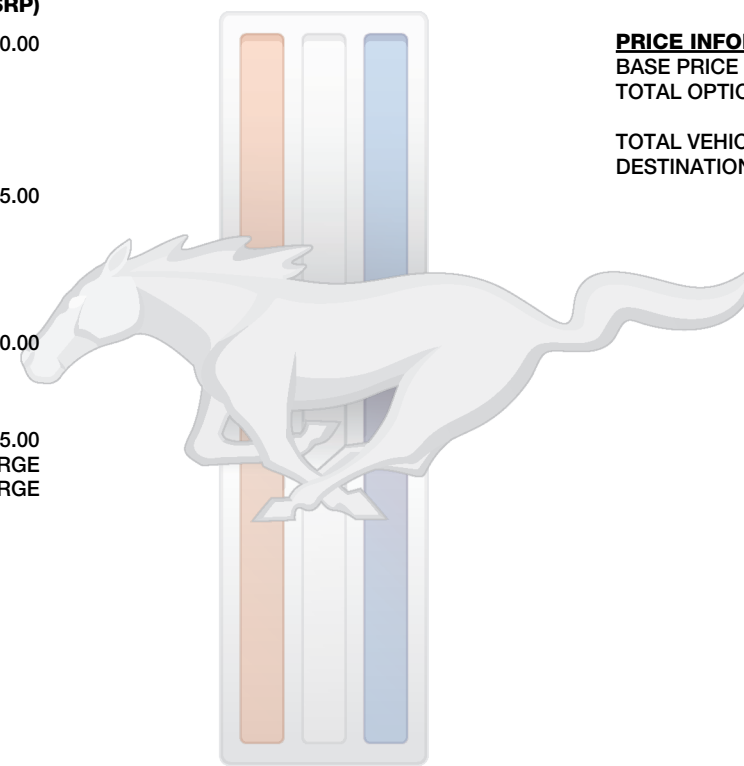 SRP)
0.00
5.00
0.00
5.00
RGE
RGE
PRICE INFO
BASE PRICE
TOTAL OPTIO
TOTAL VEHIC
DESTINATION